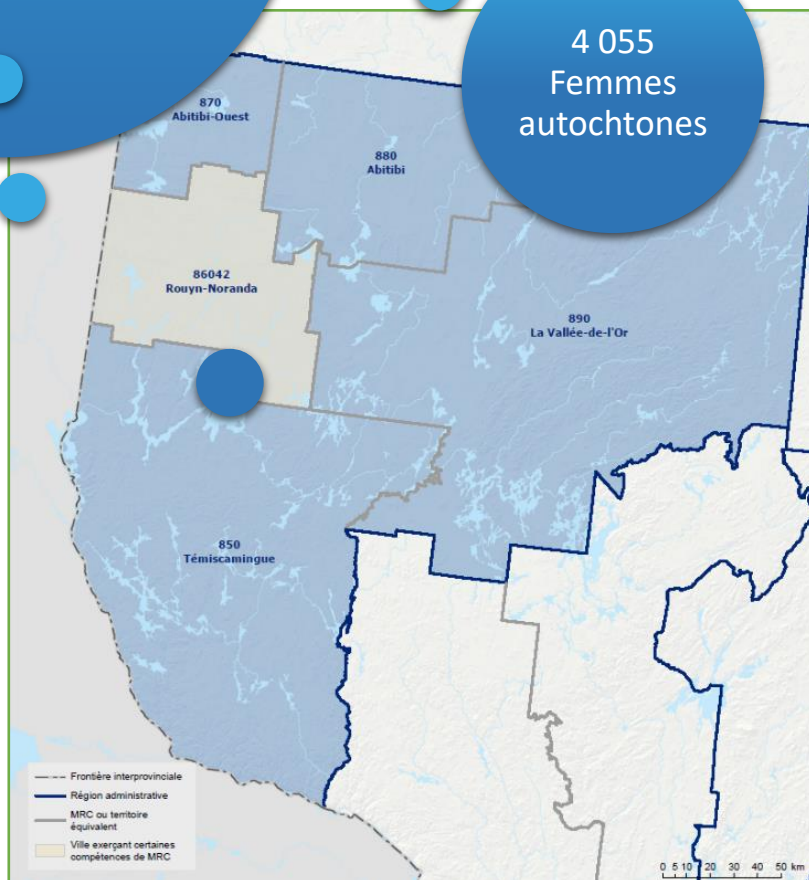 4 055
Femmes
autochtones
870
Abitibi-Ouest
880
Abitibi
86042
Rouyn-Noranda
890
La Vallée-de-l'Or
850
Témiscamingue
Frontière interprovinciale
Région administrative
MRC ou territoire
équivalent
Ville exerçant certaines
compétences de MRC
0 5 10 20 30 40 50 km